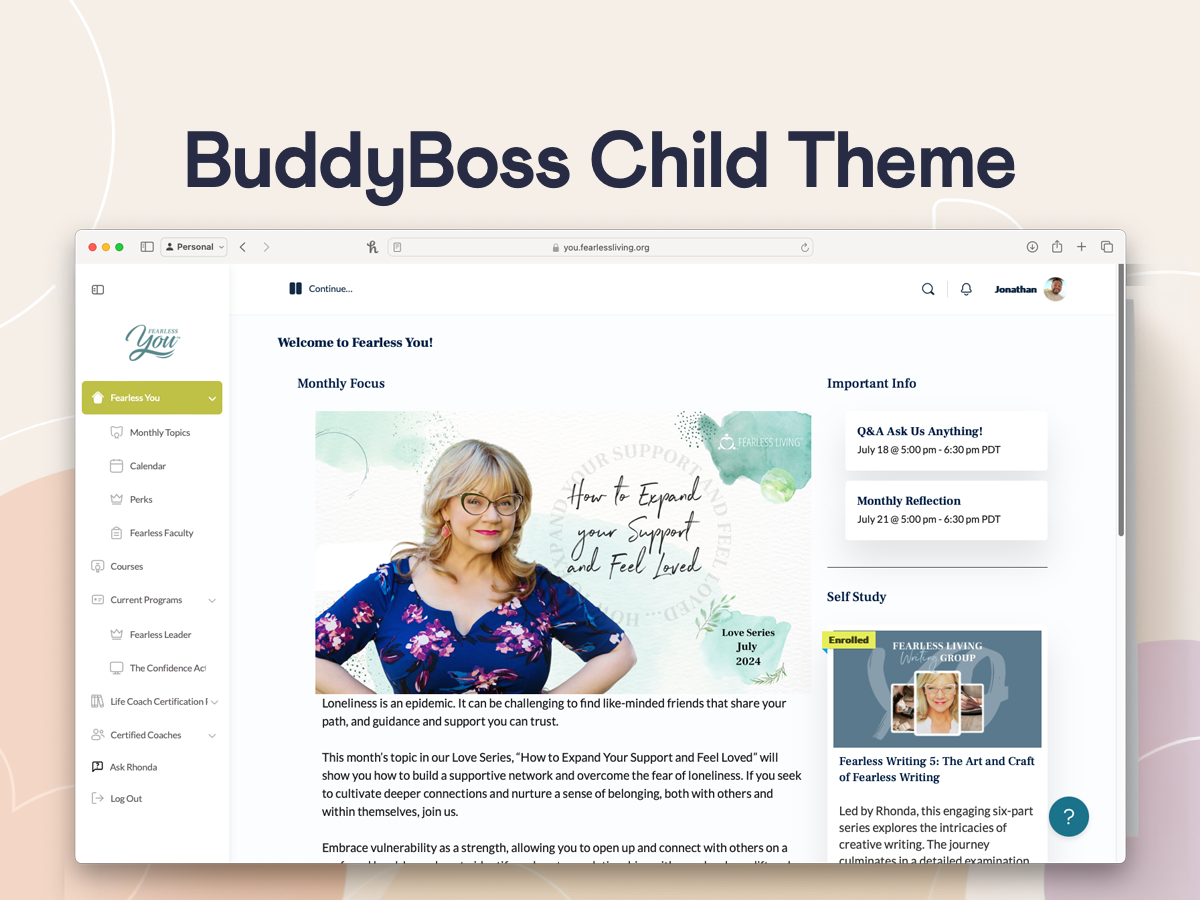 BuddyBoss Child Theme
Personal
you.fearlessliving.org
Continue...
Jonathan
FEARLESS
You
Fearless You
Monthly Topics
Calendar
Perks
Fearless Faculty
Courses
Current Programs
Fearless Leader
The Confidence Act
Life Coach Certification P
Certified Coaches
Ask Rhonda
Log Out
Welcome to Fearless You!
Monthly Focus
FEARLESS LIVING
How to Expand
your Support
and Feel Loved
Love Series
July
2024
Loneliness is an epidemic. It can be challenging to find like-minded friends that share your
path, and guidance and support you can trust.
This month's topic in our Love Series, “How to Expand Your Support and Feel Loved” will
show you how to build a supportive network and overcome the fear of loneliness. If you seek
to cultivate deeper connections and nurture a sense of belonging, both with others and
within themselves, join us.
Embrace vulnerability as a strength, allowing you to open up and connect with others on a
Important Info
Q&A Ask Us Anything!
July 18 @ 5:00 pm - 6:30 pm PDT
Monthly Reflection
July 21 @ 5:00 pm - 6:30 pm PDT
Self Study
Enrolled
FEARLESS LIVING
Writing GROUP
Fearless Writing 5: The Art and Craft
of Fearless Writing
Led by Rhonda, this engaging six-part
series explores the intricacies of
creative writing. The journey
culminates in a detailed examination
?